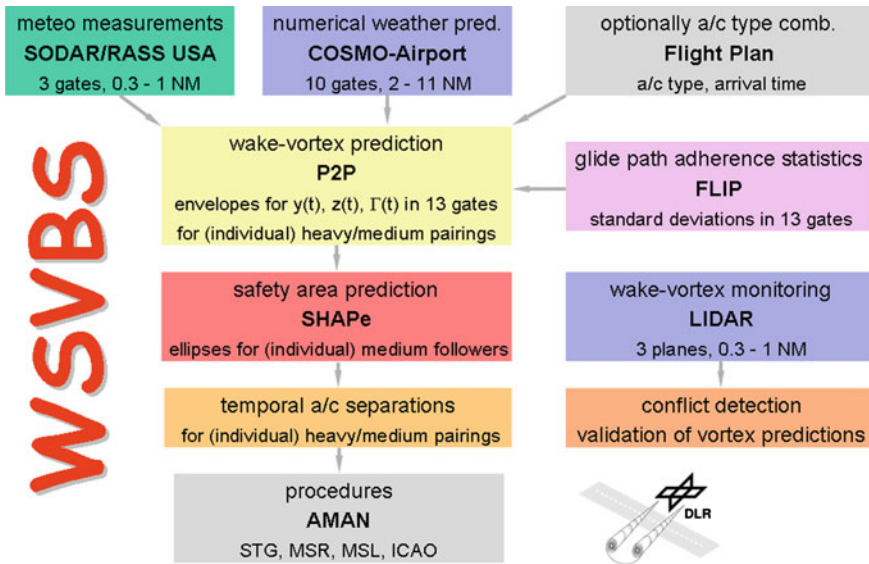 meteo measurements
SODAR/RASS USA
3 gates, 0.3 - 1 NM
numerical weather pred.
COSMO-Airport
10 gates, 2 - 11 NM
optionally a/c type comb.
Flight Plan
a/c type, arrival time
WSVBS
wake-vortex prediction
P2P
envelopes for y(t), z(t), Γ(t) in 13 gates
for (individual) heavy/medium pairings
glide path adherence statistics
FLIP
standard deviations in 13 gates
safety area prediction
SHAPe
ellipses for (individual) medium followers
wake-vortex monitoring
LIDAR
3 planes, 0.3 - 1 NM
temporal a/c separations
for (individual) heavy/medium pairings
conflict detection
validation of vortex predictions
procedures
AMAN
STG, MSR, MSL, ICAO
DLR